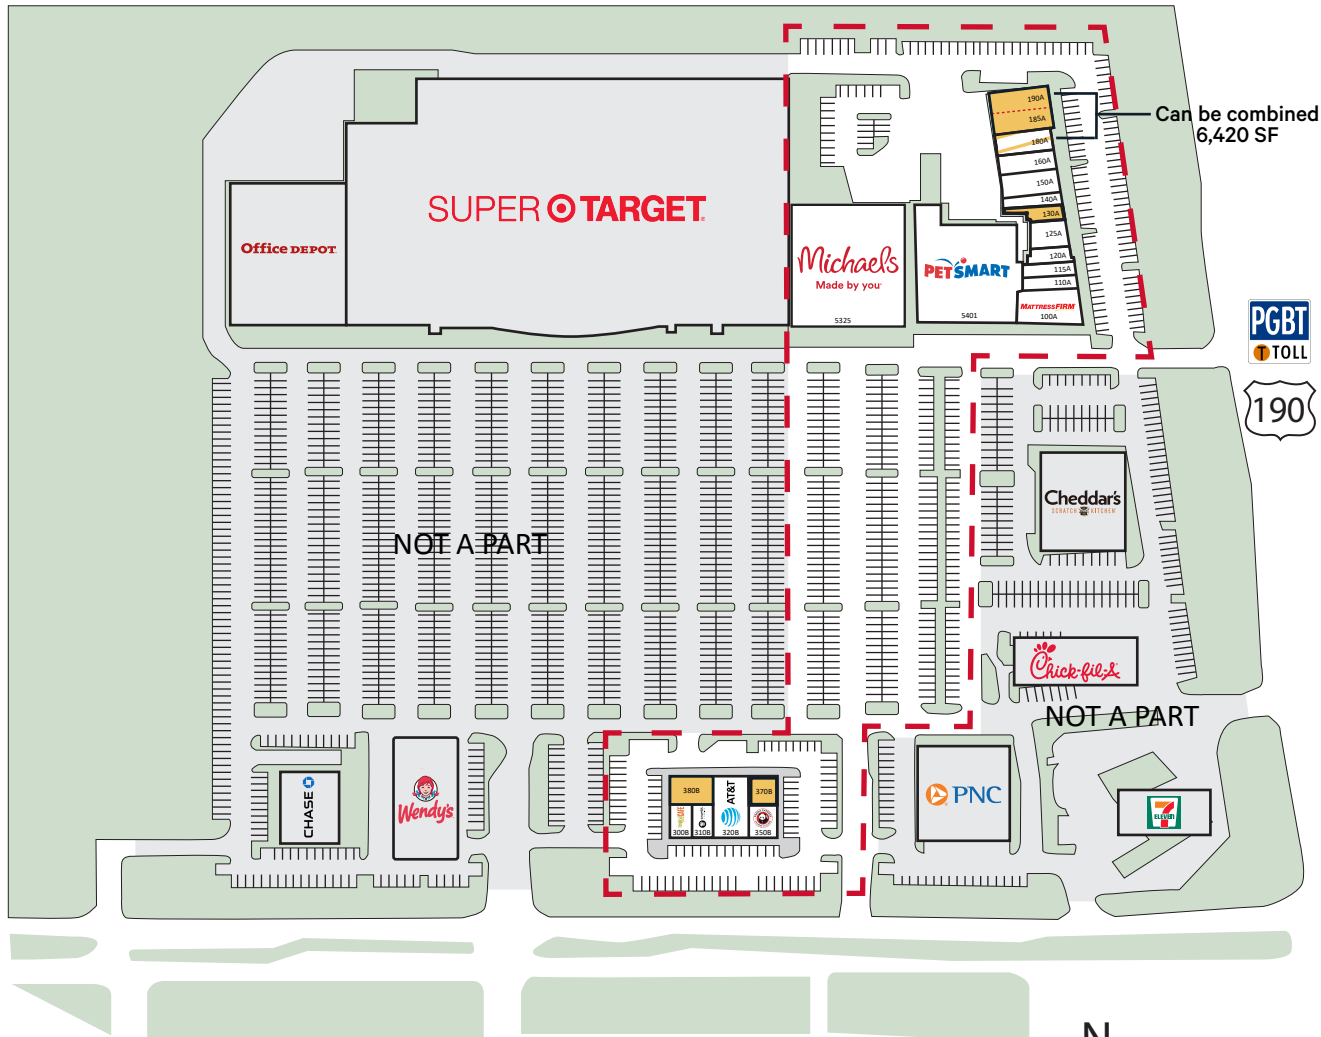 190A
185A
Can be combined
6,420 SF
180A
160A
150A
140A
130A
125A
120A
115A
110A
MATTRESSFIRM
100A
SUPER TARGET
Office DEPOT
Michaels
Made by you
5325
PETSMART
5401
PGBT
T TOLL
190
Cheddar's
SCRATCH KITCHEN
NOT A PART
Chick-fil-A
NOT A PART
CHASE
Wendy's
380B
AT&T
370B
300B
310B
320B
350B
PNC
7
ELEVEN
N